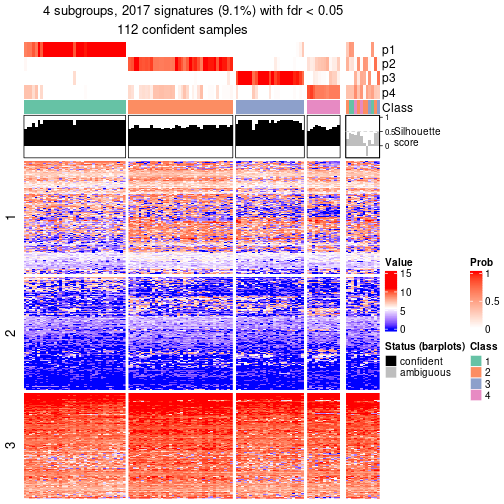 4 subgroups, 2017 signatures (9.1%) with fdr < 0.05
112 confident samples
p1
p2
p3
p4
Class
1
0.5
0
Silhouette
score
1
2
3
Value
15
10
5
0
Prob
1
0.5
0
Status (barplots)
confident
ambiguous
Class
1
2
3
4